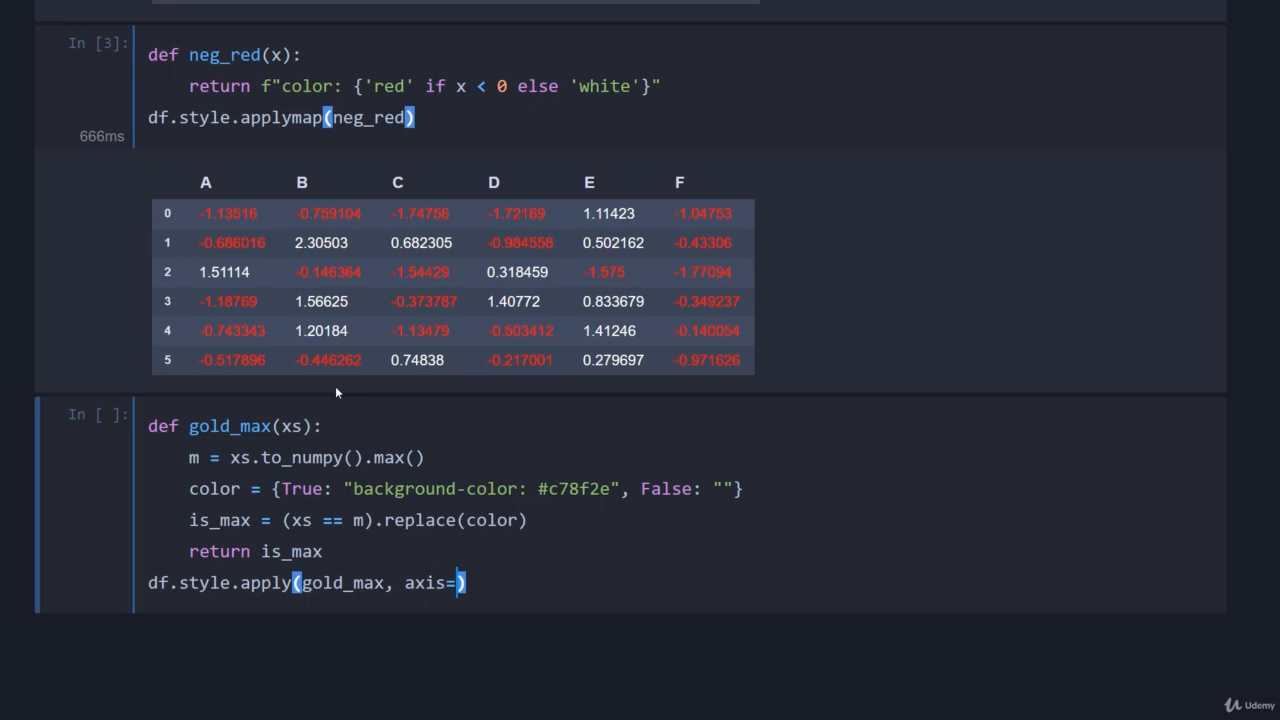 In [3]:
def neg_red(x):
    return f"color: {'red' if x < 0 else 'white'}"
df.style.applymap(neg_red)
666ms
A B C D E F
0 -1.13516 -0.759104 -1.74756 -1.72169 1.11423 -1.04753
1 -0.686016 2.30503 0.682305 -0.984558 0.502162 -0.43306
2 1.51114 -0.146364 -1.54429 0.318459 -1.575 -1.77094
3 -1.18769 1.56625 -0.373787 1.40772 0.833679 -0.349237
4 -0.743343 1.20184 -1.13479 -0.503412 1.41246 -0.140054
5 -0.517896 -0.446262 0.74838 -0.217001 0.279697 -0.971626
In [ ]:
def gold_max(xs):
    m = xs.to_numpy().max()
    color = {True: "background-color: #c78f2e", False: ""}
    is_max = (xs == m).replace(color)
    return is_max
df.style.apply(gold_max, axis=)
Udemy